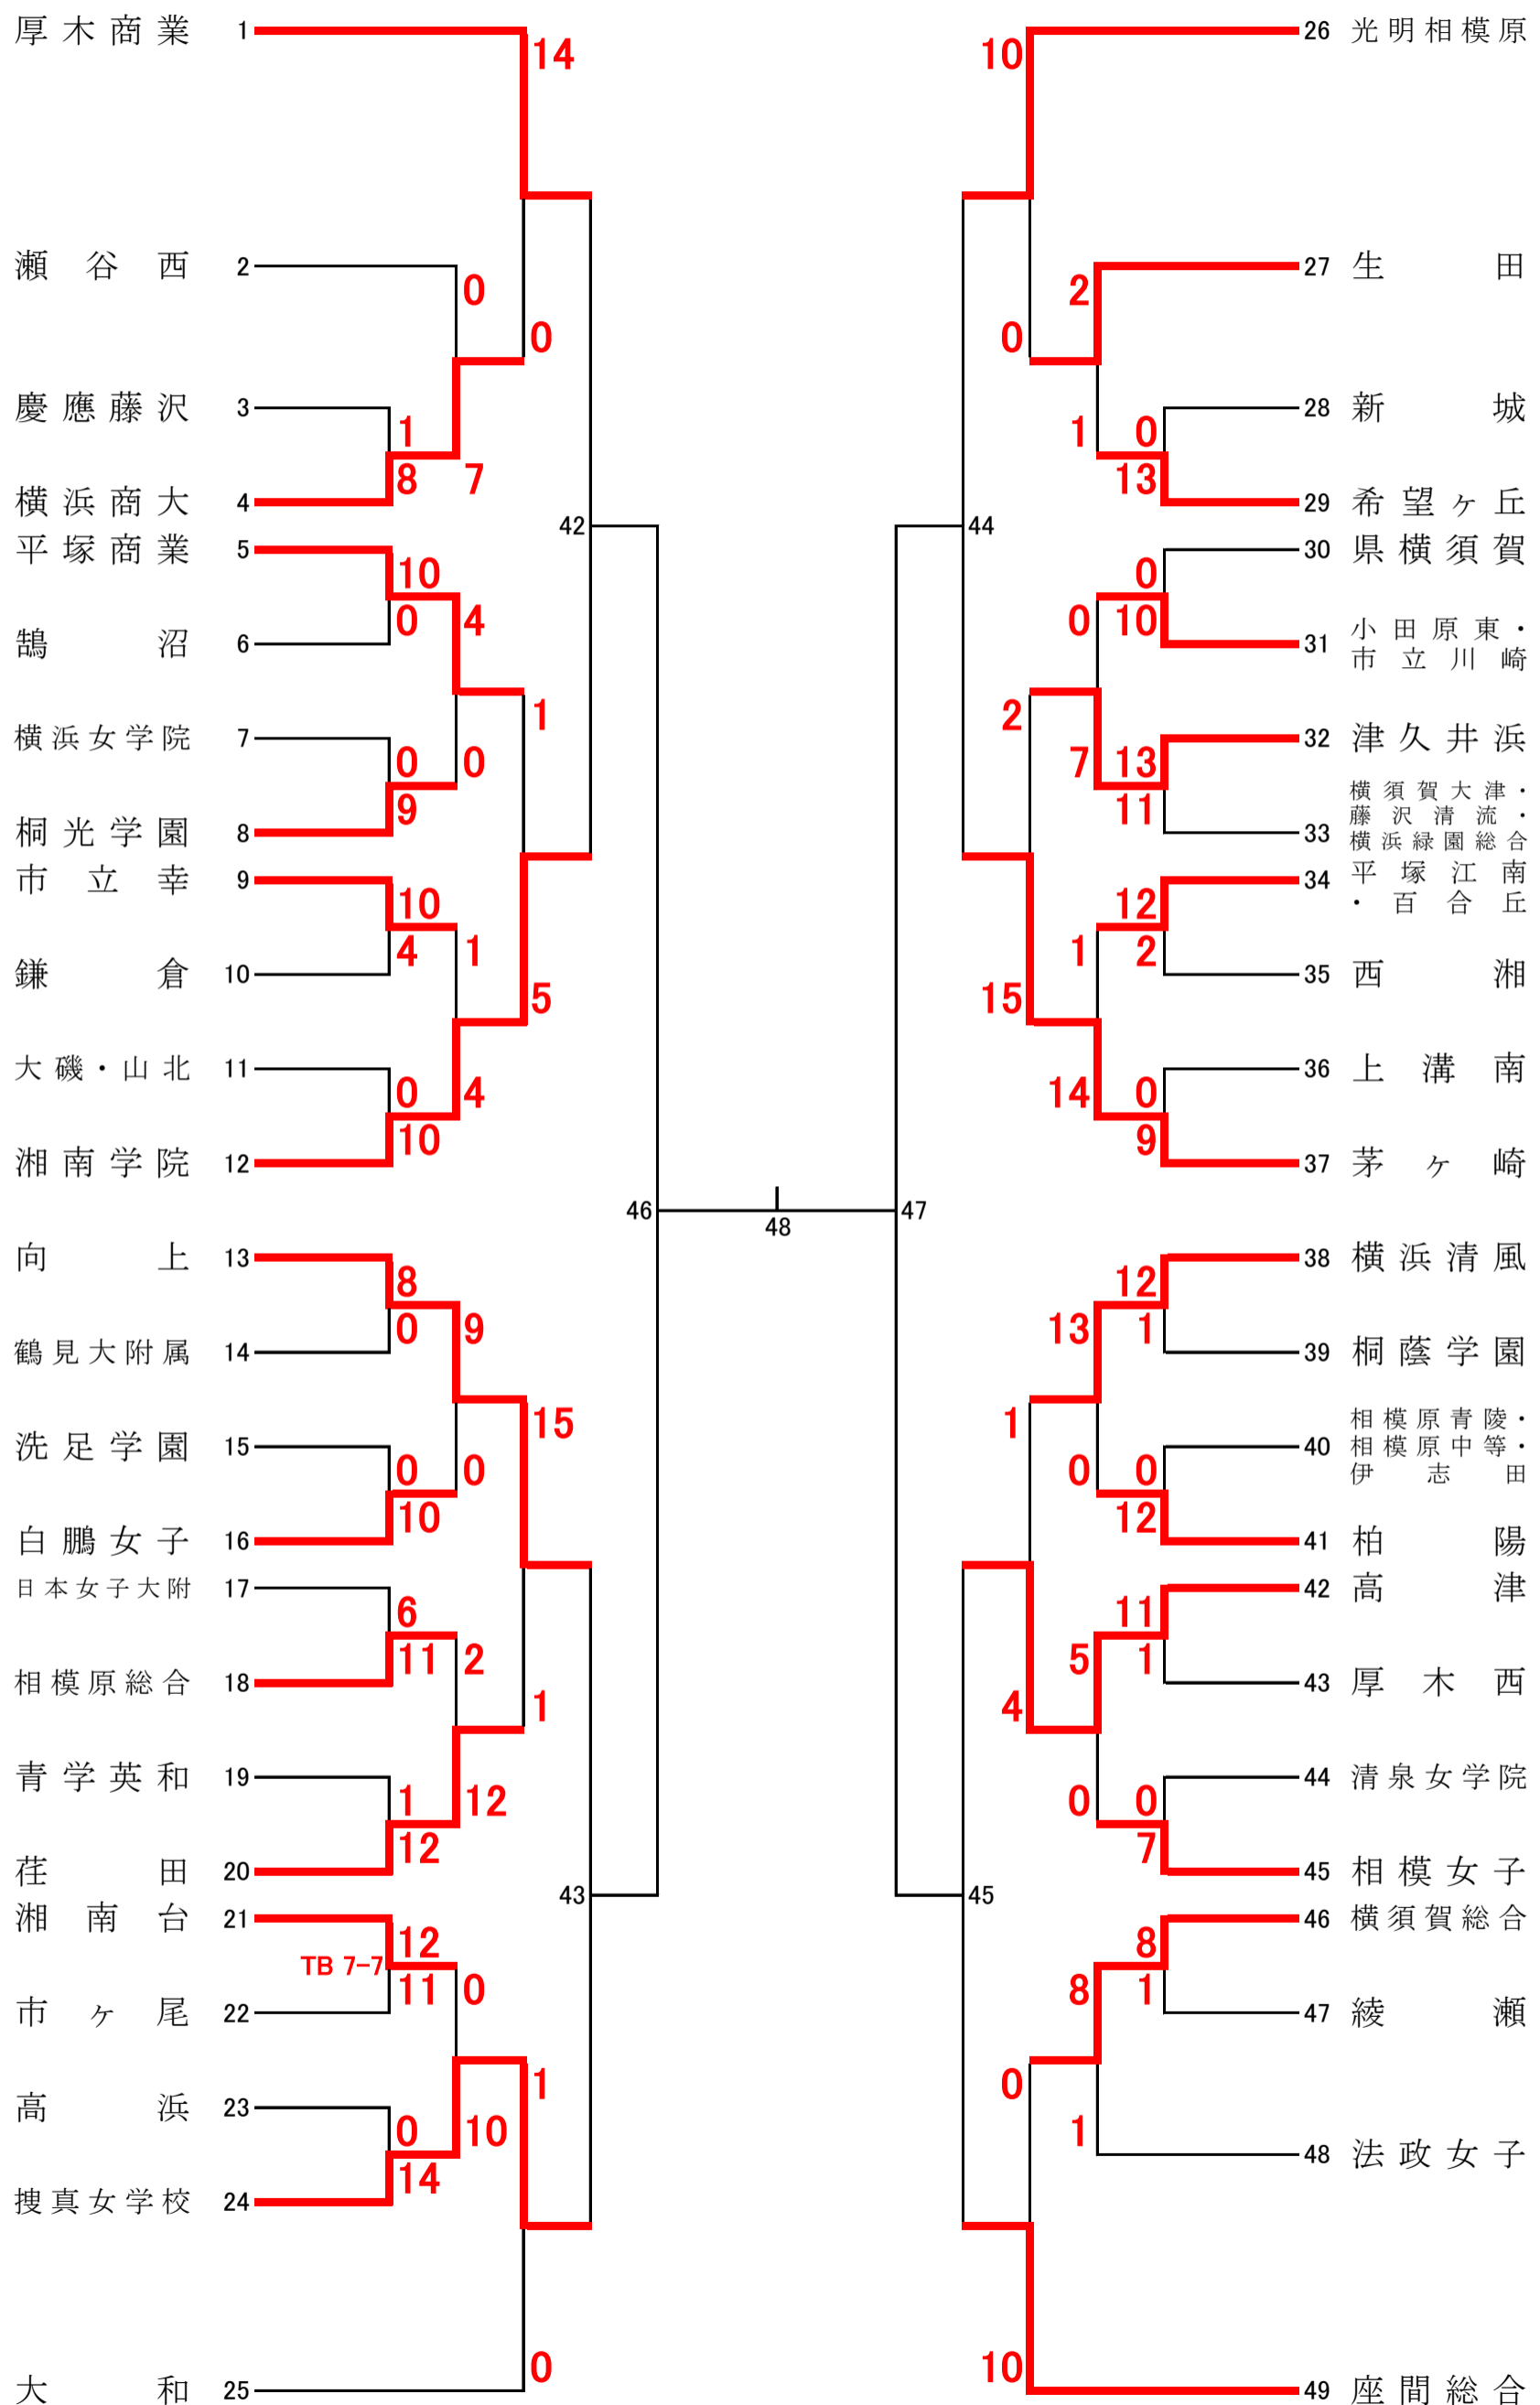 厚木商業 1
14
瀬谷西 2
0
0
慶應藤沢 3
1
8
7
横浜商大 4
42
平塚商業 5
10
0
4
鵠沼 6
1
横浜女学院 7
0
0
9
桐光学園 8
市立幸 9
10
4
1
鎌倉 10
5
大磯・山北 11
0
4
10
湘南学院 12
46
48
向上 13
8
0
9
鶴見大附属 14
15
洗足学園 15
0
0
10
白鵬女子 16
日本女子大附 17
6
11
2
相模原総合 18
1
青学英和 19
1
12
12
荏田 20
43
湘南台 21
12
TB 7-7
11
0
市ヶ尾 22
1
高浜 23
0
10
14
捜真女学校 24
0
大和 25
26 光明相模原
10
27 生田
2
0
28 新城
1
0
13
29 希望ヶ丘
44
30 県横須賀
0
0
10
31 小田原東・
市立川崎
2
32 津久井浜
7
13
11
横須賀大津・
藤沢清流・
33 横浜緑園総合
34 平塚江南
・百合丘
12
1
2
35 西湘
15
36 上溝南
14
0
9
37 茅ヶ崎
47
38 横浜清風
12
13
1
39 桐蔭学園
1
相模原青陵・
40 相模原中等・
伊志田
0
0
12
41 柏陽
42 高津
11
5
1
43 厚木西
4
44 清泉女学院
0
0
7
45 相模女子
45
46 横須賀総合
8
8
1
47 綾瀬
0
1
48 法政女子
10
49 座間総合